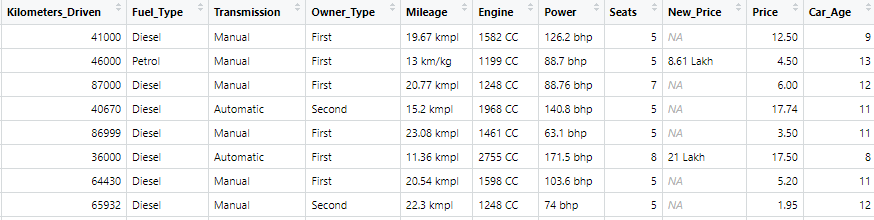 Kilometers_Driven Fuel_Type Transmission Owner_Type Mileage Engine Power Seats New_Price Price Car_Age
41000 Diesel Manual First 19.67 kmpl 1582 CC 126.2 bhp 5 NA 12.50 9
46000 Petrol Manual First 13 km/kg 1199 CC 88.7 bhp 5 8.61 Lakh 4.50 13
87000 Diesel Manual First 20.77 kmpl 1248 CC 88.76 bhp 7 NA 6.00 12
40670 Diesel Automatic Second 15.2 kmpl 1968 CC 140.8 bhp 5 NA 17.74 11
86999 Diesel Manual First 23.08 kmpl 1461 CC 63.1 bhp 5 NA 3.50 11
36000 Diesel Automatic First 11.36 kmpl 2755 CC 171.5 bhp 8 21 Lakh 17.50 8
64430 Diesel Manual First 20.54 kmpl 1598 CC 103.6 bhp 5 NA 5.20 11
65932 Diesel Manual Second 22.3 kmpl 1248 CC 74 bhp 5 NA 1.95 12